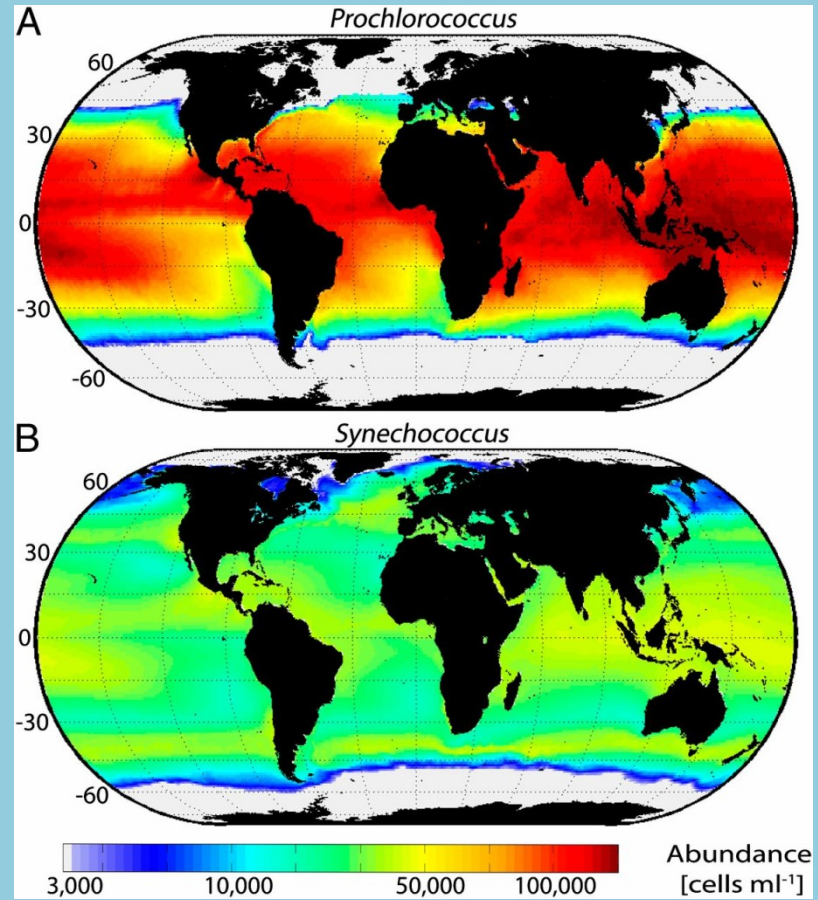 A
Prochlorococcus
60
30
0
-30
-60
B
Synechococcus
60
30
0
-30
-60
3,000 10,000 50,000 100,000
Abundance
[cells ml⁻¹]